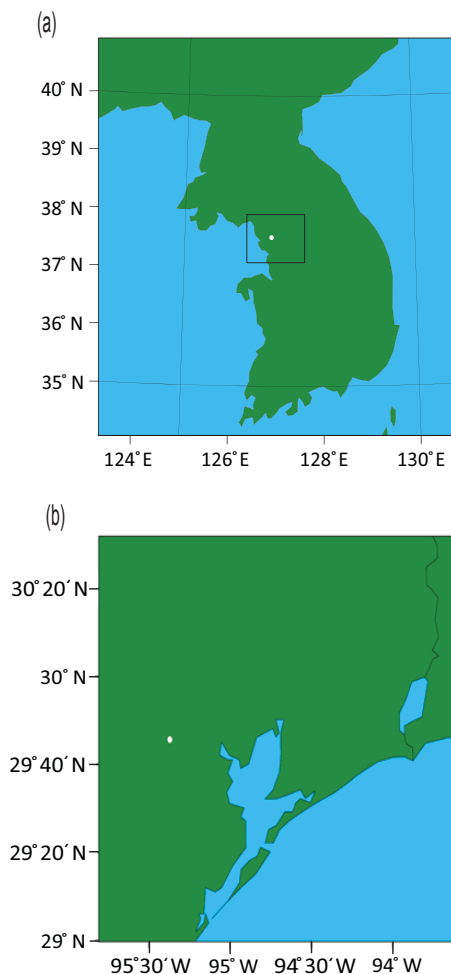 (a)
40° N
39° N
38° N
37° N
36° N
35° N
124°E 126°E 128°E 130°E
(b)
30°20′ N
30° N
29°40′ N
29°20′ N
29° N
95°30′ W 95° W 94°30′ W 94° W